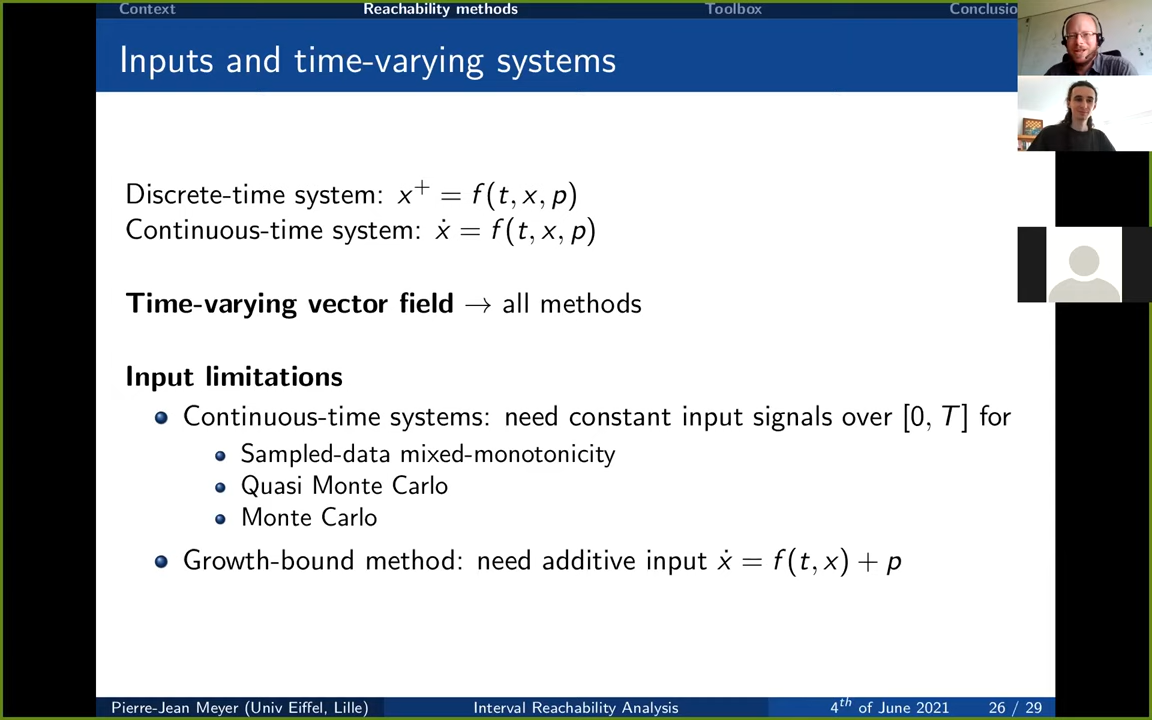 Context Reachability methods Toolbox Conclusio
Inputs and time-varying systems
Discrete-time system: x⁺ = f(t, x, p)
Continuous-time system: ẋ = f(t, x, p)
Time-varying vector field → all methods
Input limitations
Continuous-time systems: need constant input signals over [0, T] for
Sampled-data mixed-monotonicity
Quasi Monte Carlo
Monte Carlo
Growth-bound method: need additive input ẋ = f(t, x) + p
Pierre-Jean Meyer (Univ Eiffel, Lille) Interval Reachability Analysis 4th of June 2021 26 / 29